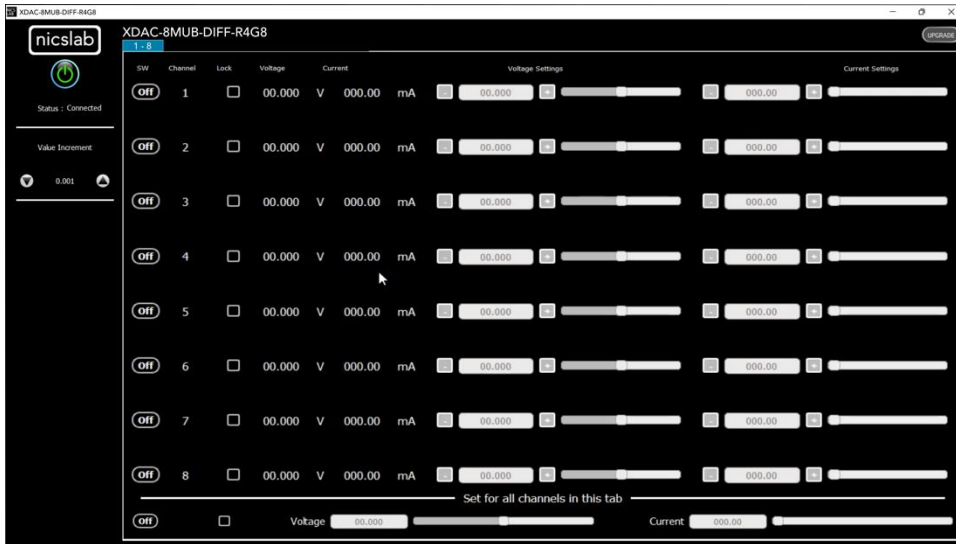 XDAC-8MUB-DIFF-R4G8
nicslab
XDAC-8MUB-DIFF-R4G8
UPGRADE
1 - 8
Status : Connected
Value Increment
0.001
SW Channel Lock Voltage Current Voltage Settings Current Settings
Off 1 00.000 V 000.00 mA - 00.000 + - 000.00 +
Off 2 00.000 V 000.00 mA - 00.000 + - 000.00 +
Off 3 00.000 V 000.00 mA - 00.000 + - 000.00 +
Off 4 00.000 V 000.00 mA - 00.000 + - 000.00 +
Off 5 00.000 V 000.00 mA - 00.000 + - 000.00 +
Off 6 00.000 V 000.00 mA - 00.000 + - 000.00 +
Off 7 00.000 V 000.00 mA - 00.000 + - 000.00 +
Off 8 00.000 V 000.00 mA - 00.000 + - 000.00 +
Set for all channels in this tab
Off Voltage 00.000 Current 000.00